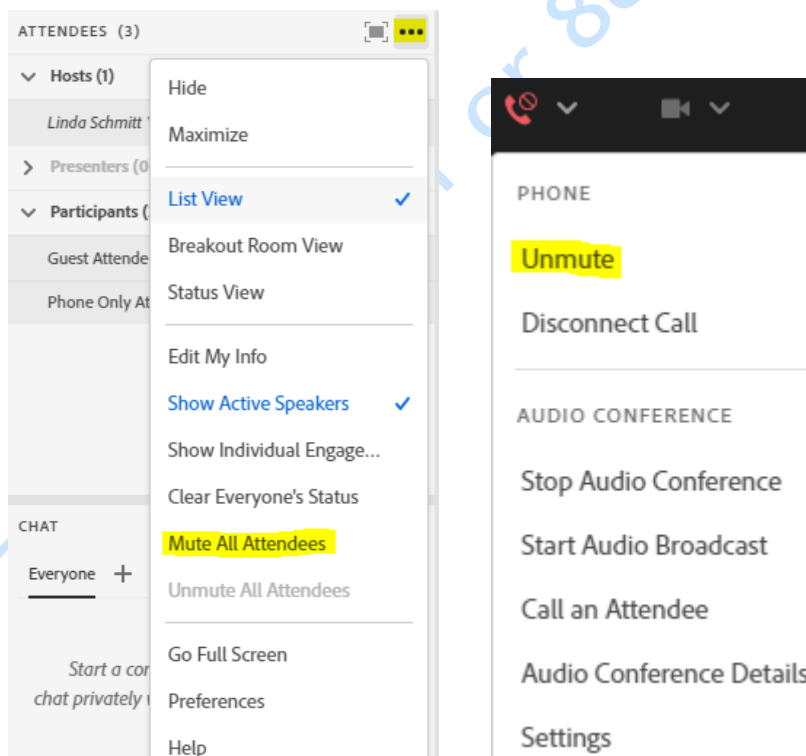 ATTENDEES (3)
Hosts (1)
Linda Schmitt
Presenters (0
Participants (
Guest Attende
Phone Only At
CHAT
Everyone +
Start a cor
chat privately
Hide
Maximize
List View
Breakout Room View
Status View
Edit My Info
Show Active Speakers
Show Individual Engage...
Clear Everyone's Status
Mute All Attendees
Unmute All Attendees
Go Full Screen
Preferences
Help
PHONE
Unmute
Disconnect Call
AUDIO CONFERENCE
Stop Audio Conference
Start Audio Broadcast
Call an Attendee
Audio Conference Details
Settings